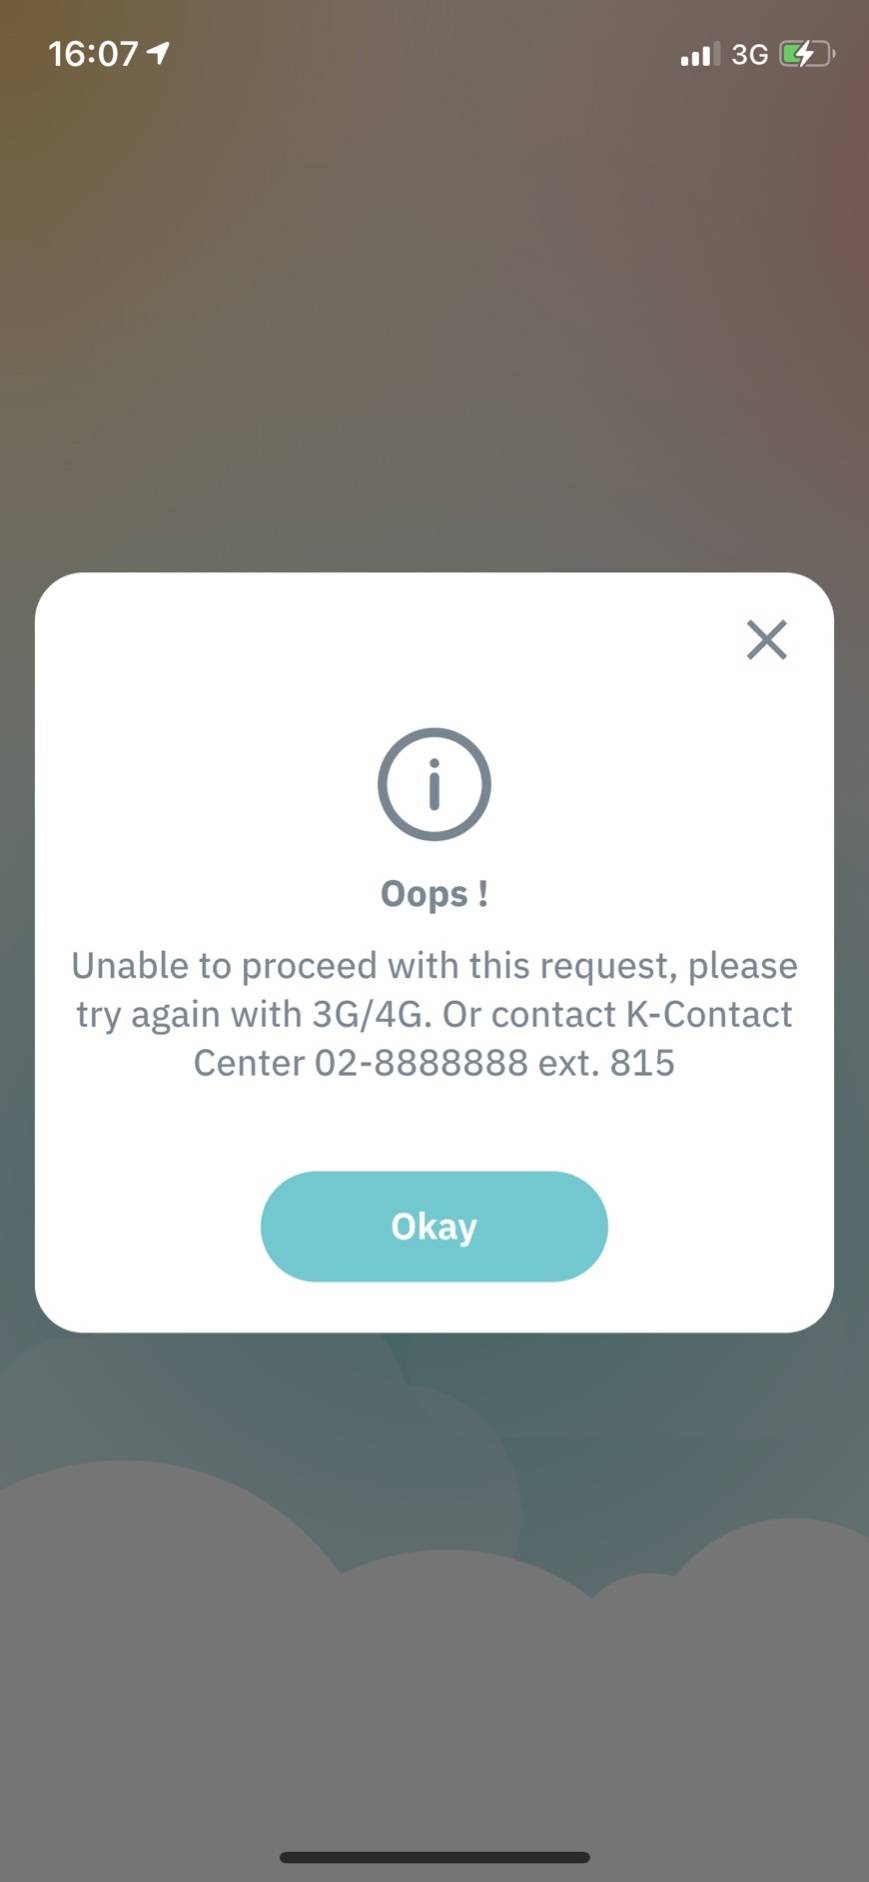 16:07
3G
Oops !
Unable to proceed with this request, please
try again with 3G/4G. Or contact K-Contact
Center 02-8888888 ext. 815
Okay